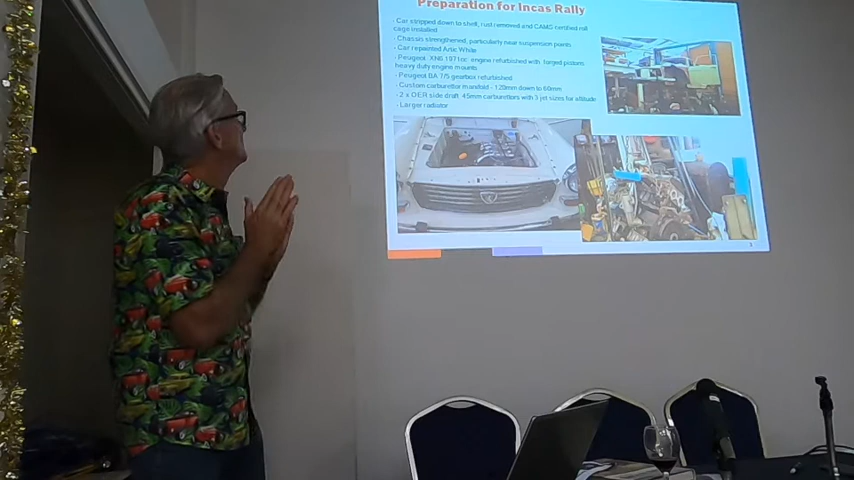 Preparation for Incas Rally
- Car stripped down to shell, rust removed and CAMS certified roll
cage installed
- Chassis strengthened, particularly near suspension points
- Car repainted Artic White
- Peugeot XN6 1971cc: engine refurbished with forged pistons,
heavy duty engine mounts
- Peugeot BA 7/5 gearbox refurbished
- Custom carburettor manifold - 120mm down to 60mm
- 2 x OER side draft 45mm carburettors with 3 jet sizes for altitude
- Larger radiator